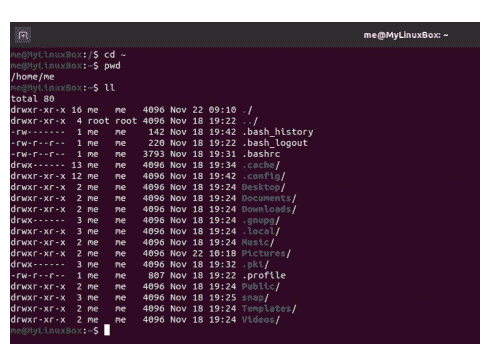 me@MyLinuxBox: ~
me@MyLinuxBox:/$ cd ~
me@MyLinuxBox:~$ pwd
/home/me
me@MyLinuxBox:~$ ll
total 80
drwxr-xr-x 16 me me 4096 Nov 22 09:10 ./
drwxr-xr-x 4 root root 4096 Nov 18 19:22 ../
-rw------- 1 me me 142 Nov 18 19:42 .bash_history
-rw-r--r-- 1 me me 220 Nov 18 19:22 .bash_logout
-rw-r--r-- 1 me me 3793 Nov 18 19:31 .bashrc
drwx------ 13 me me 4096 Nov 18 19:34 .cache/
drwxr-xr-x 12 me me 4096 Nov 18 19:42 .config/
drwxr-xr-x 2 me me 4096 Nov 18 19:24 Desktop/
drwxr-xr-x 2 me me 4096 Nov 18 19:24 Documents/
drwxr-xr-x 2 me me 4096 Nov 18 19:24 Downloads/
drwx------ 3 me me 4096 Nov 18 19:24 .gnupg/
drwxr-xr-x 3 me me 4096 Nov 18 19:24 .local/
drwxr-xr-x 2 me me 4096 Nov 18 19:24 Music/
drwxr-xr-x 2 me me 4096 Nov 22 10:18 Pictures/
drwx------ 3 me me 4096 Nov 18 19:32 .pki/
-rw-r--r-- 1 me me 807 Nov 18 19:22 .profile
drwxr-xr-x 2 me me 4096 Nov 18 19:24 Public/
drwxr-xr-x 3 me me 4096 Nov 18 19:25 snap/
drwxr-xr-x 2 me me 4096 Nov 18 19:24 Templates/
drwxr-xr-x 2 me me 4096 Nov 18 19:24 Videos/
me@MyLinuxBox:~$